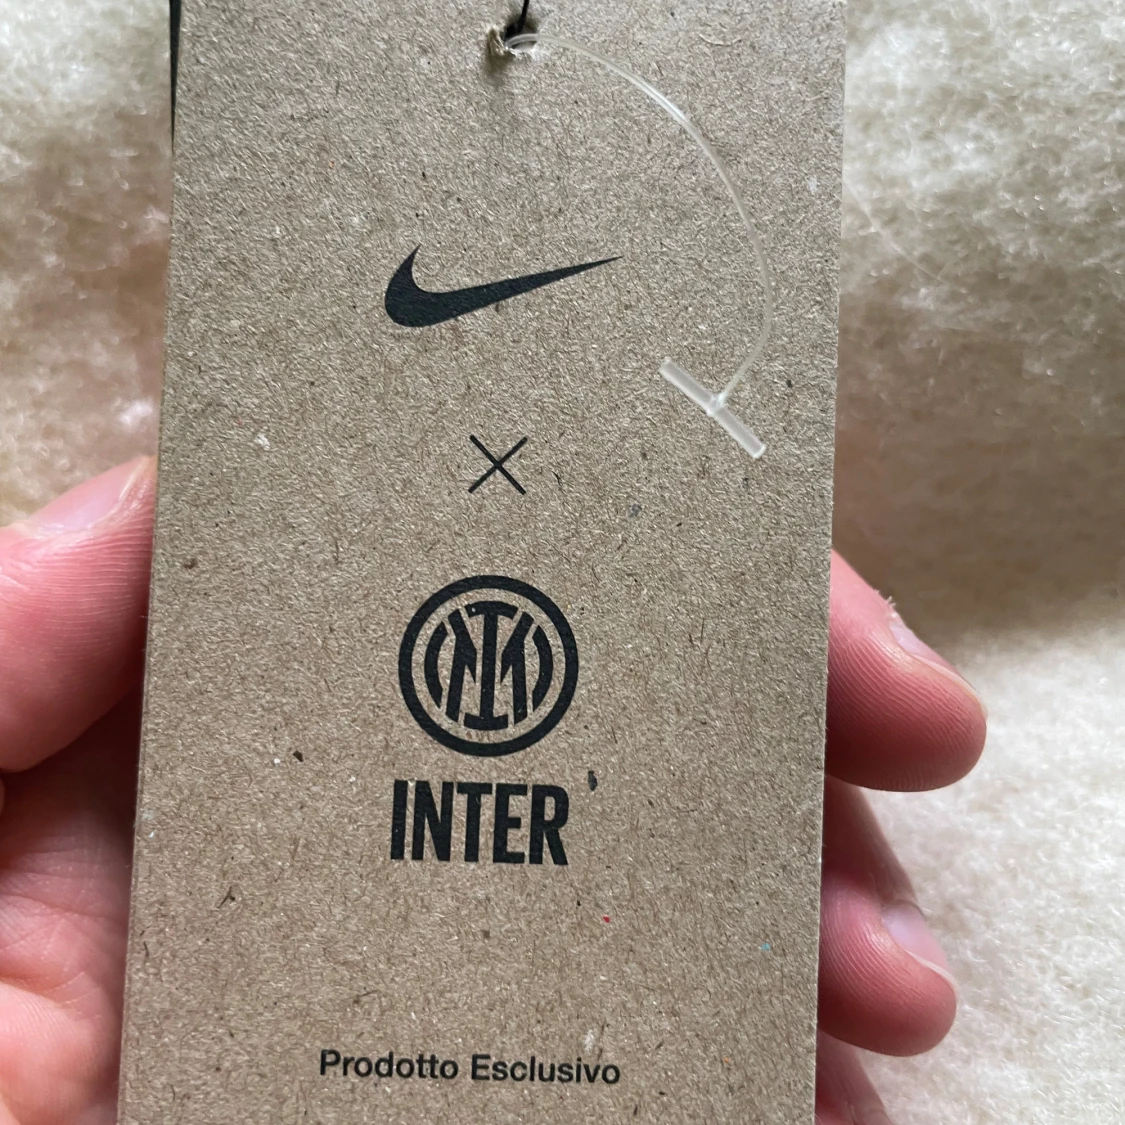 ×
INTER
Prodotto Esclusivo